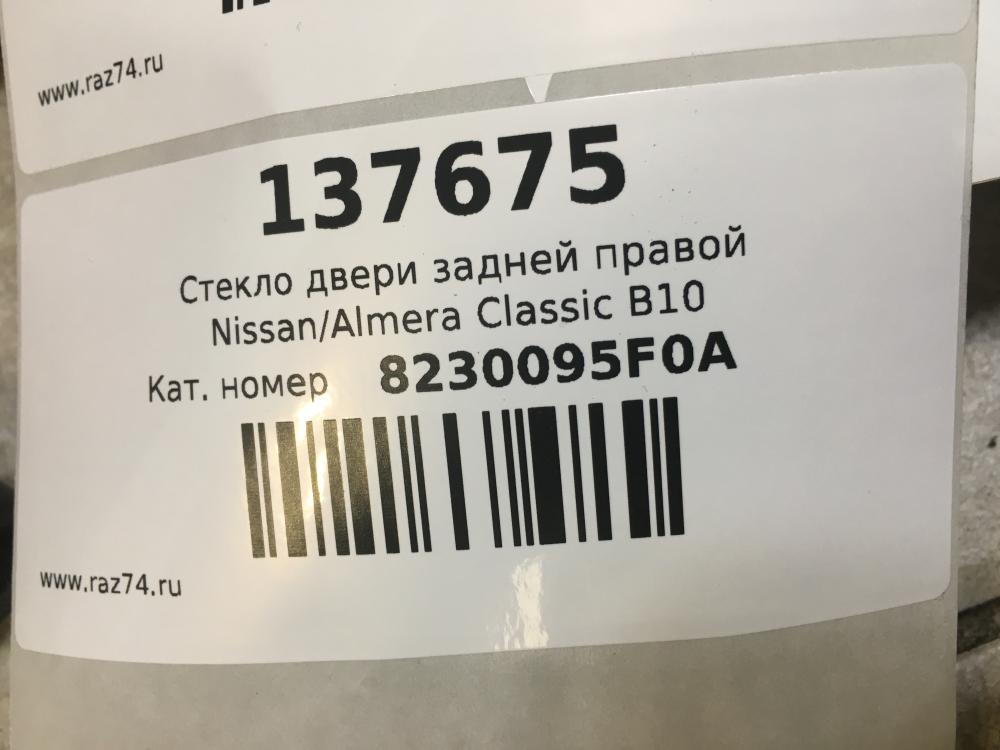 www.raz74.ru
137675
Стекло двери задней правой
Nissan/Almera Classic B10
Кат. номер 8230095F0A
www.raz74.ru